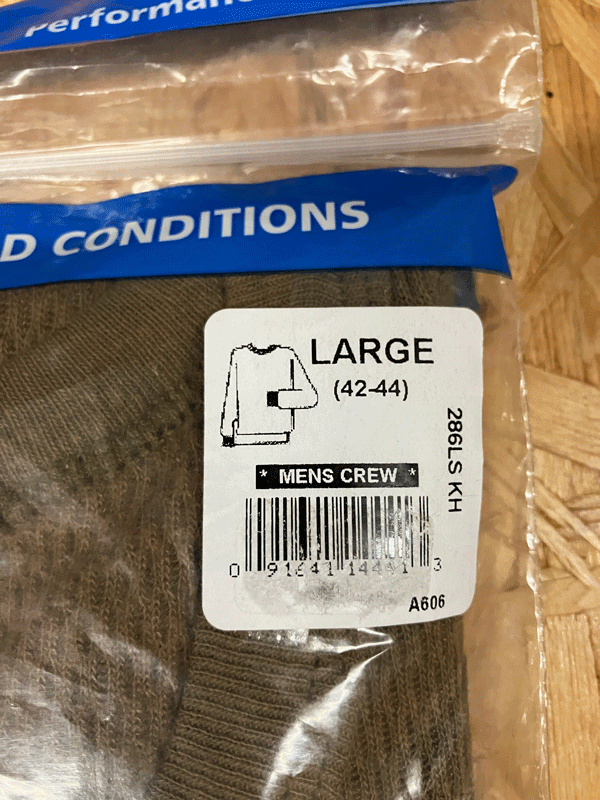 Performan
D CONDITIONS
LARGE
(42-44)
286LS KH
* MENS CREW *
0 91641 14441 3
A606